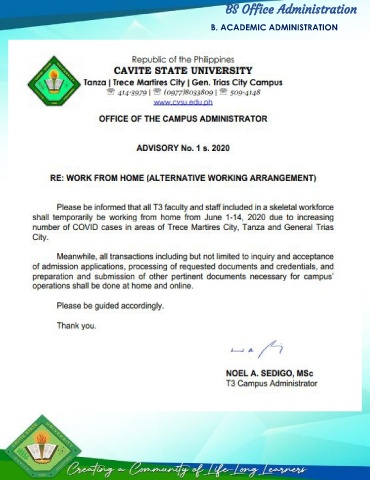 BS Office Administration
B. ACADEMIC ADMINISTRATION
Republic of the Philippines
CAVITE STATE UNIVERSITY
Tanza | Trece Martires City | Gen. Trias City Campus
☏ 414-3979 | ☏ (0977)8093809 | ☏ 509-4148
www.cvsu.edu.ph
OFFICE OF THE CAMPUS ADMINISTRATOR
ADVISORY No. 1 s. 2020
RE: WORK FROM HOME (ALTERNATIVE WORKING ARRANGEMENT)
Please be informed that all T3 faculty and staff included in a skeletal workforce
shall temporarily be working from home from June 1-14, 2020 due to increasing
number of COVID cases in areas of Trece Martires City, Tanza and General Trias
City.
Meanwhile, all transactions including but not limited to inquiry and acceptance
of admission applications, processing of requested documents and credentials, and
preparation and submission of other pertinent documents necessary for campus'
operations shall be done at home and online.
Please be guided accordingly.
Thank you.
NOEL A. SEDIGO, MSc
T3 Campus Administrator
Creating a Community of Life-Long Learners